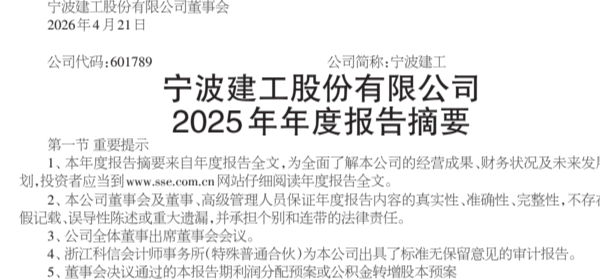 宁波建工股份有限公司董事会
2026年4月21日
公司代码:601789 公司简称:宁波建工
宁波建工股份有限公司
2025年年度报告摘要
第一节 重要提示
1、本年度报告摘要来自年度报告全文,为全面了解本公司的经营成果、财务状况及未来发
划,投资者应当到www.sse.com.cn网站仔细阅读年度报告全文。
2、本公司董事会及董事、高级管理人员保证年度报告内容的真实性、准确性、完整性,不存
假记载、误导性陈述或重大遗漏,并承担个别和连带的法律责任。
3、公司全体董事出席董事会会议。
4、浙江科信会计师事务所(特殊普通合伙)为本公司出具了标准无保留意见的审计报告。
5、董事会决议通过的本报告期利润分配预案或公积金转增股本预案